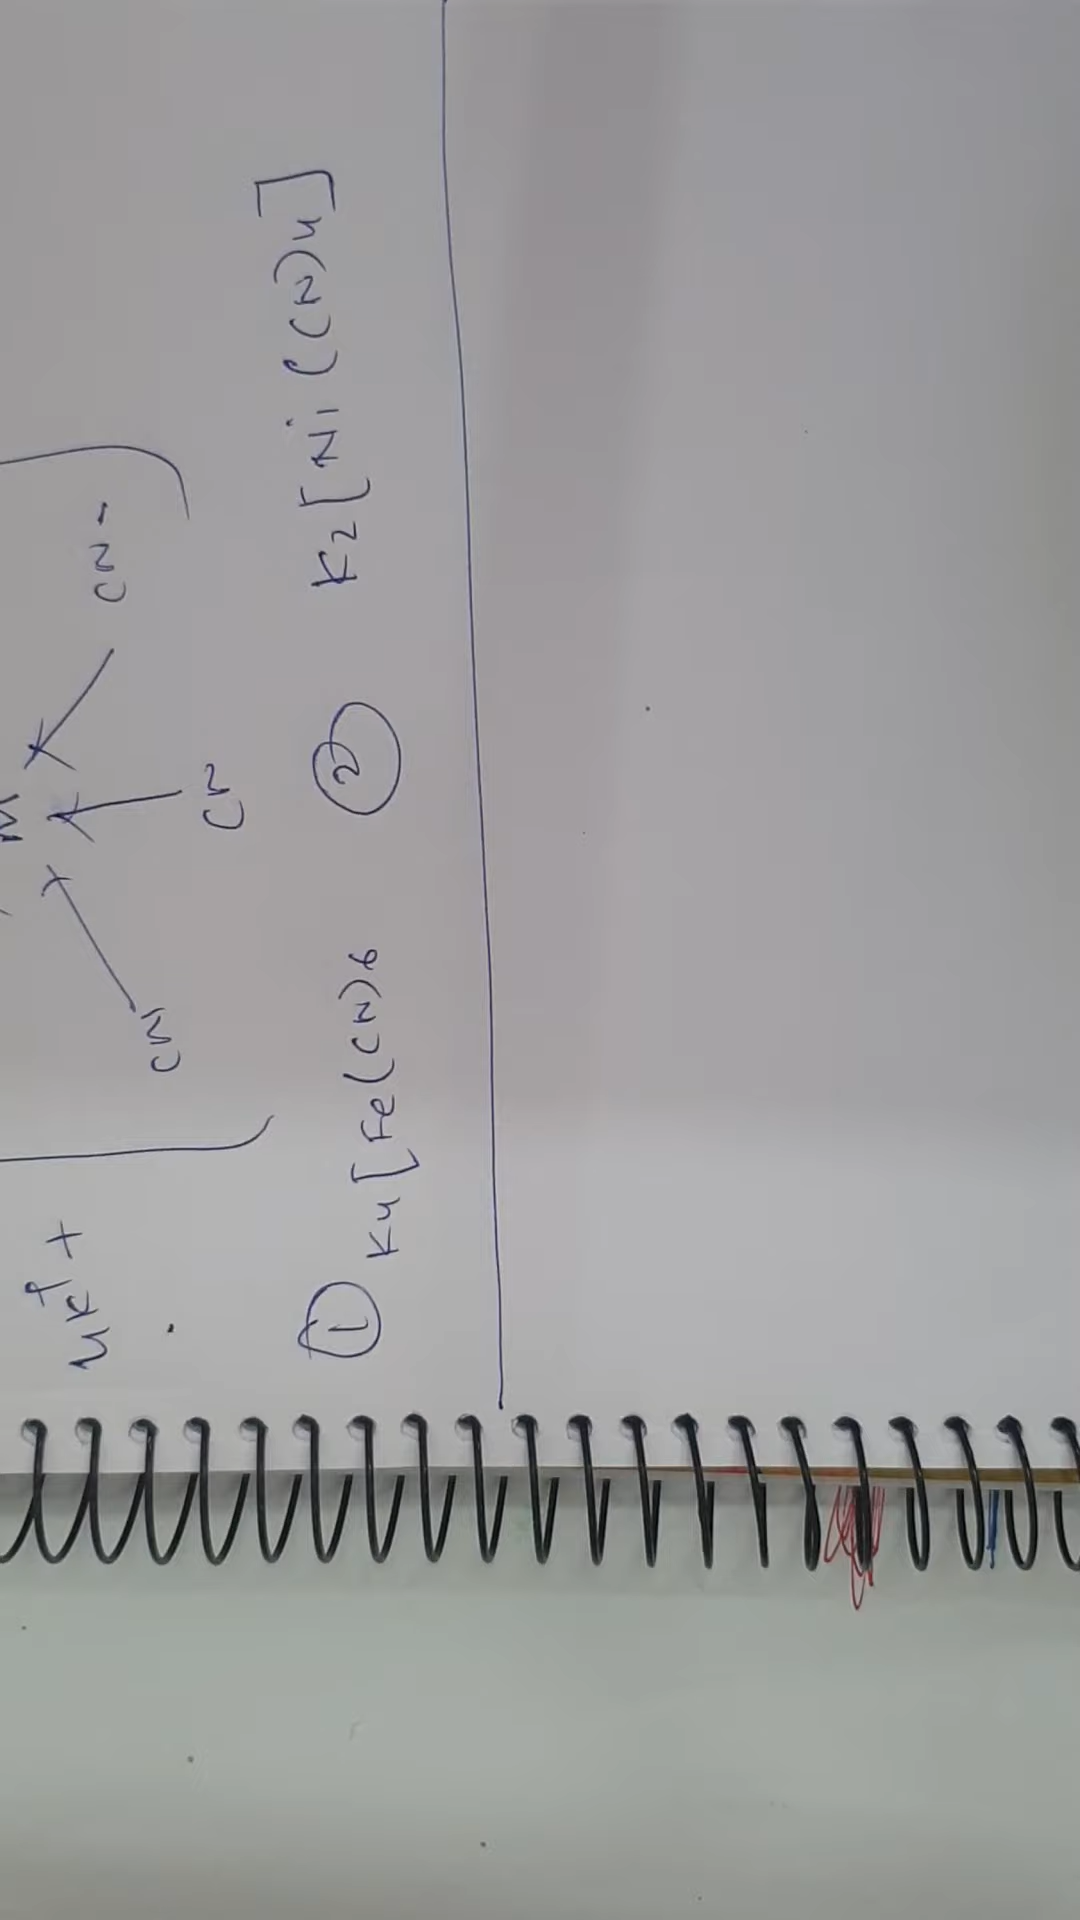 M
CN CN CN -
4K+ +
① K4[Fe(CN)6 ② K2[Ni(CN)4]